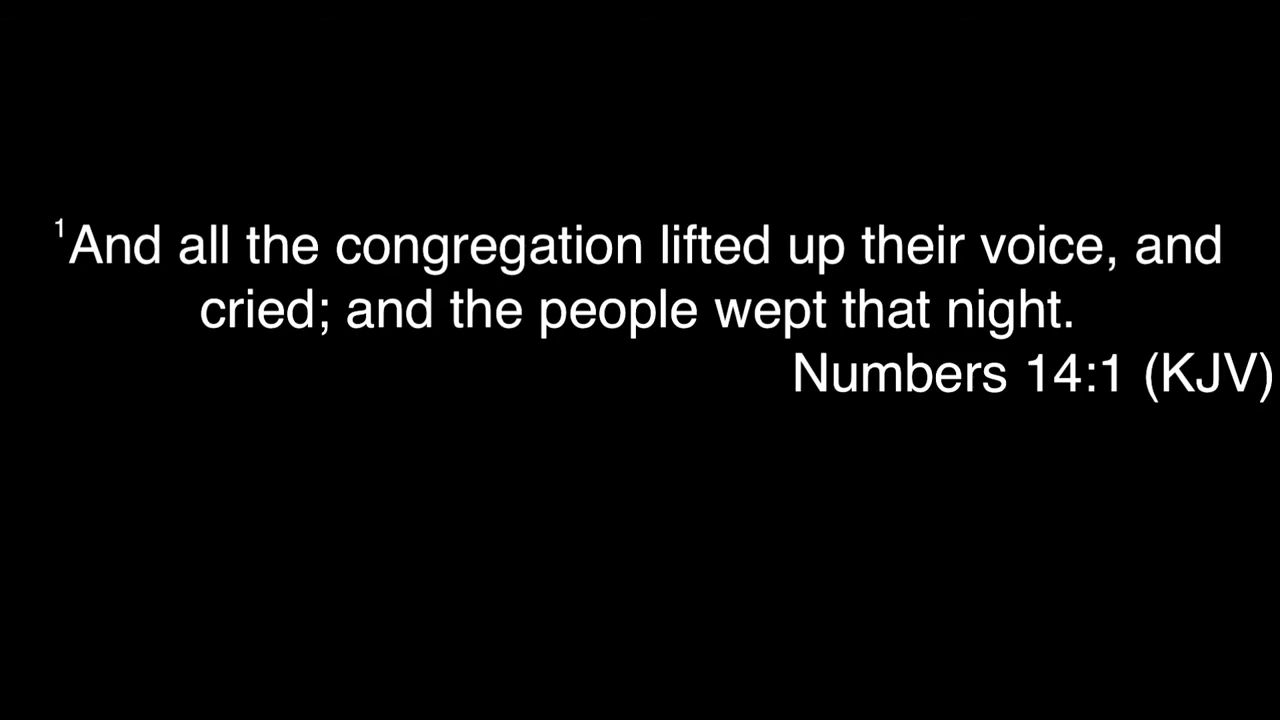 ¹And all the congregation lifted up their voice, and
cried; and the people wept that night.
Numbers 14:1 (KJV)